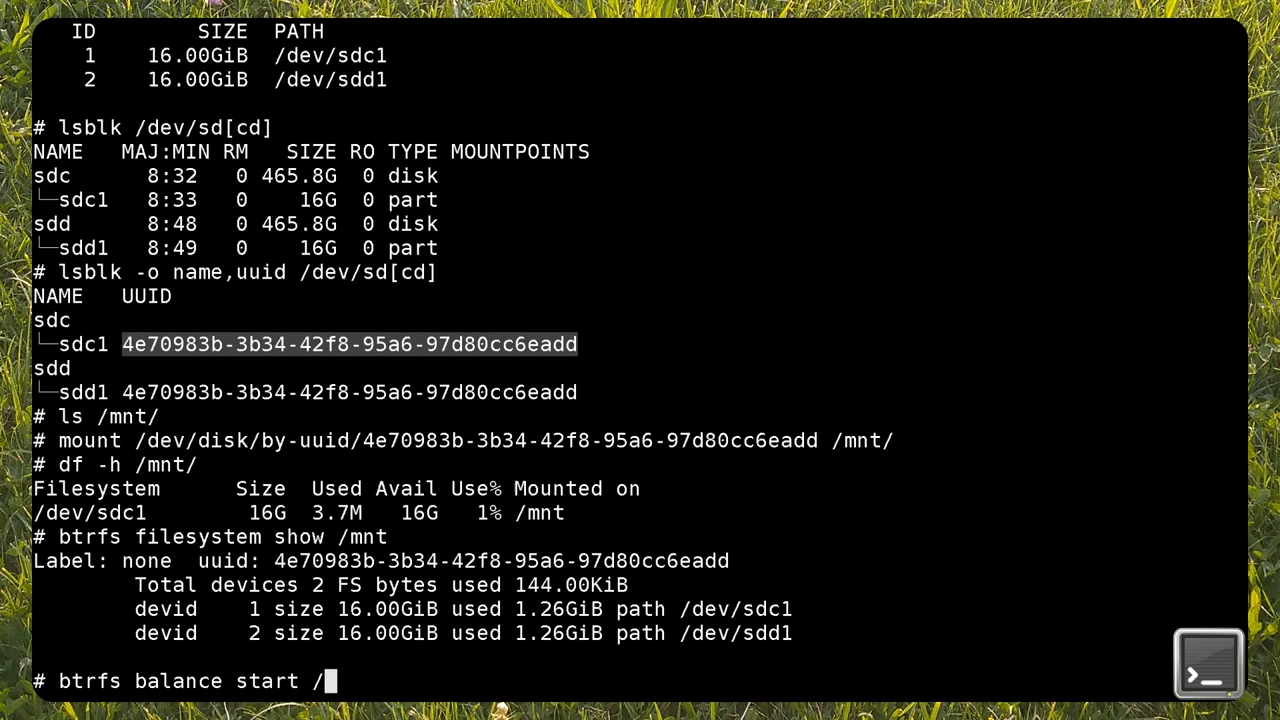 ID        SIZE  PATH
1    16.00GiB  /dev/sdc1
2    16.00GiB  /dev/sdd1
# lsblk /dev/sd[cd]
NAME   MAJ:MIN RM   SIZE RO TYPE MOUNTPOINTS
sdc      8:32   0 465.8G  0 disk
└─sdc1   8:33   0    16G  0 part
sdd      8:48   0 465.8G  0 disk
└─sdd1   8:49   0    16G  0 part
# lsblk -o name,uuid /dev/sd[cd]
NAME   UUID
sdc
└─sdc1 4e70983b-3b34-42f8-95a6-97d80cc6eadd
sdd
└─sdd1 4e70983b-3b34-42f8-95a6-97d80cc6eadd
# ls /mnt/
# mount /dev/disk/by-uuid/4e70983b-3b34-42f8-95a6-97d80cc6eadd /mnt/
# df -h /mnt/
Filesystem      Size  Used Avail Use% Mounted on
/dev/sdc1        16G  3.7M   16G   1% /mnt
# btrfs filesystem show /mnt
Label: none  uuid: 4e70983b-3b34-42f8-95a6-97d80cc6eadd
Total devices 2 FS bytes used 144.00KiB
devid    1 size 16.00GiB used 1.26GiB path /dev/sdc1
devid    2 size 16.00GiB used 1.26GiB path /dev/sdd1
# btrfs balance start /